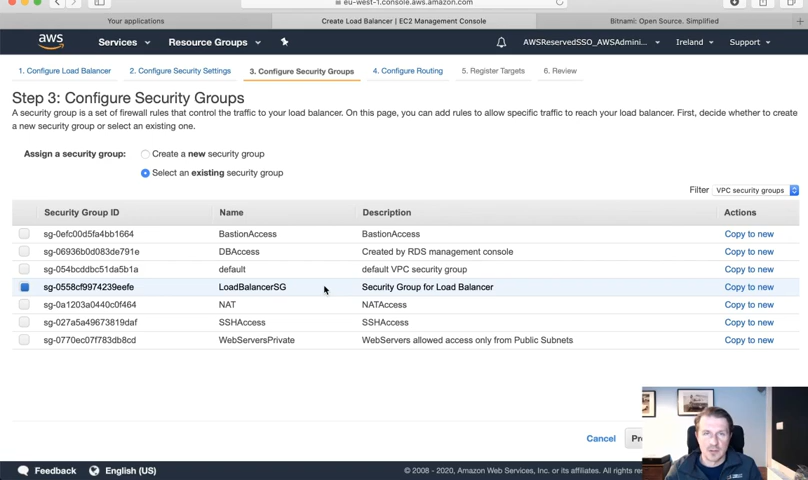 eu-west-1.console.aws.amazon.com
Your applications
Create Load Balancer | EC2 Management Console
Bitnami: Open Source. Simplified
aws
Services
Resource Groups
AWSReservedSSO_AWSAdmini...
Ireland
Support
1. Configure Load Balancer
2. Configure Security Settings
3. Configure Security Groups
4. Configure Routing
5. Register Targets
6. Review
Step 3: Configure Security Groups
A security group is a set of firewall rules that control the traffic to your load balancer. On this page, you can add rules to allow specific traffic to reach your load balancer. First, decide whether to create
a new security group or select an existing one.
Assign a security group:
Create a new security group
Select an existing security group
Filter
VPC security groups
Security Group ID Name Description Actions
sg-0efc00d5fa4bb1664 BastionAccess BastionAccess Copy to new
sg-06936b0d083de791e DBAccess Created by RDS management console Copy to new
sg-054bcddbc51da5b1a default default VPC security group Copy to new
sg-0558cf9974239eefe LoadBalancerSG Security Group for Load Balancer Copy to new
sg-0a1203a0440c0f464 NAT NATAccess Copy to new
sg-027a5a49673819daf SSHAccess SSHAccess Copy to new
sg-0770ec07f783db8cd WebServersPrivate WebServers allowed access only from Public Subnets Copy to new
Cancel
Feedback
English (US)
© 2008 - 2020, Amazon Web Services, Inc. or its affiliates. All rights